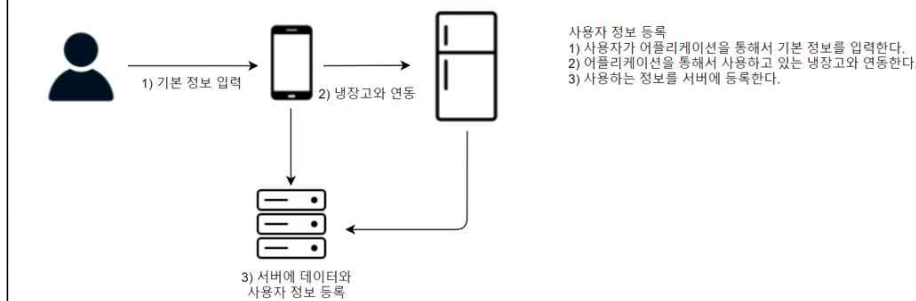 사용자 정보 등록
1) 사용자가 어플리케이션을 통해서 기본 정보를 입력한다.
2) 어플리케이션을 통해서 사용하고 있는 냉장고와 연동한다.
3) 사용하는 정보를 서버에 등록한다.
1) 기본 정보 입력
2) 냉장고와 연동
3) 서버에 데이터와
사용자 정보 등록